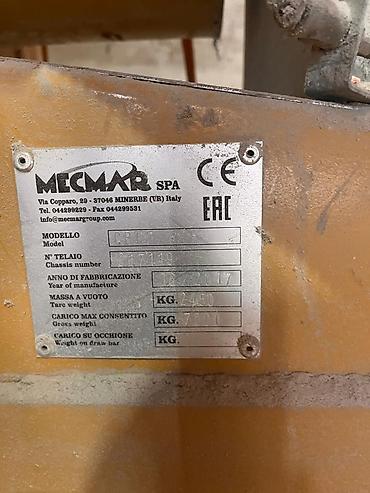 MECMAR SPA
CE
Via Copparo, 29 - 37046 MINERBE (VR) Italy
Tel. 044299229 - Fax 044299531
info@mecmargroup.com
EAC
MODELLO
Model
N° TELAIO
Chassis number
ANNO DI FABBRICAZIONE
Year of manufacture
MASSA A VUOTO
Tare weight
KG.
CARICO MAX CONSENTITO
Gross weight
KG.
CARICO SU OCCHIONE
Weight on draw bar
KG.